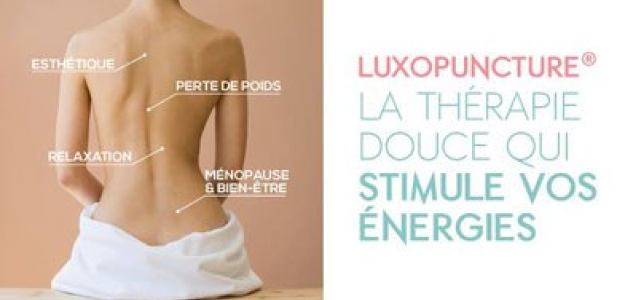 ESTHÉTIQUE
PERTE DE POIDS
RELAXATION
MÉNOPAUSE
& BIEN-ÊTRE
LUXOPUNCTURE®
LA THÉRAPIE
DOUCE QUI
STIMULE VOS
ÉNERGIES